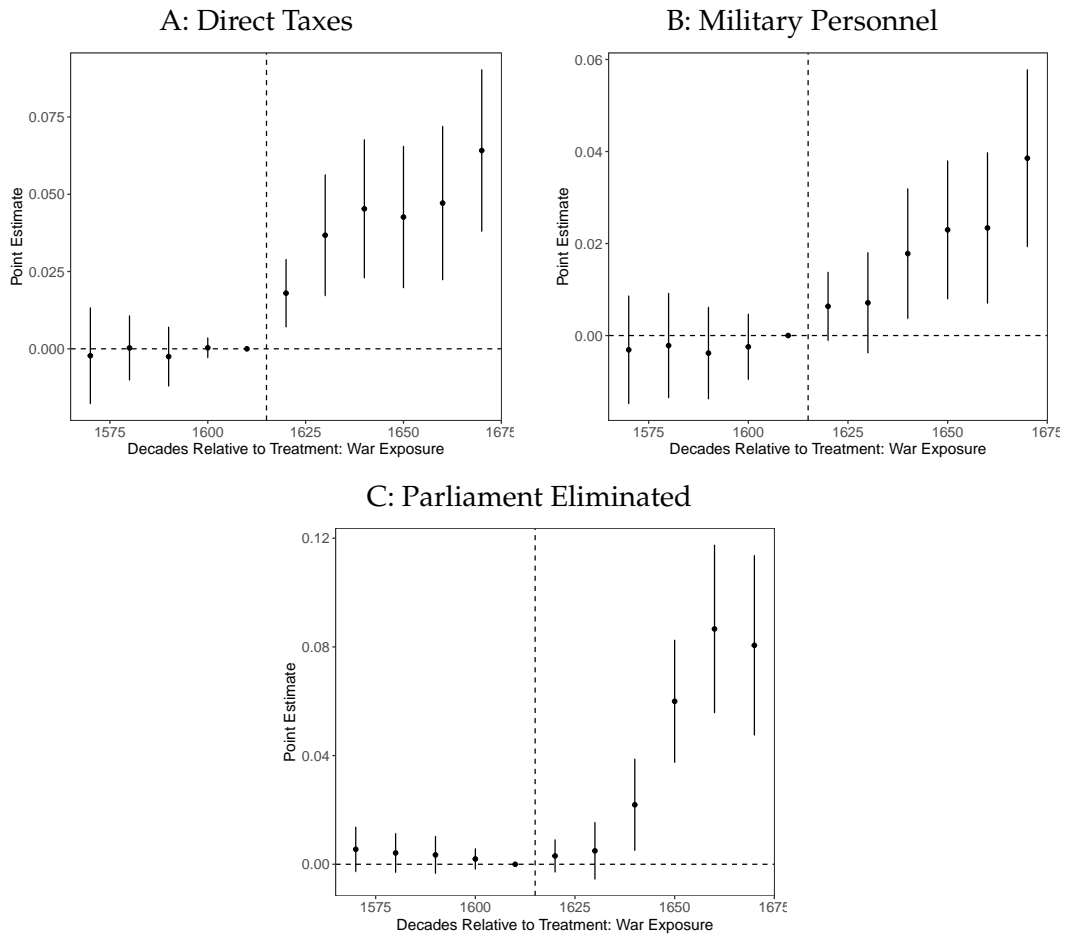 A: Direct Taxes
Point Estimate
0.075
0.050
0.025
0.000
1575 1600 1625 1650 1675
Decades Relative to Treatment: War Exposure
B: Military Personnel
Point Estimate
0.06
0.04
0.02
0.00
1575 1600 1625 1650 1675
Decades Relative to Treatment: War Exposure
C: Parliament Eliminated
Point Estimate
0.12
0.08
0.04
0.00
1575 1600 1625 1650 1675
Decades Relative to Treatment: War Exposure